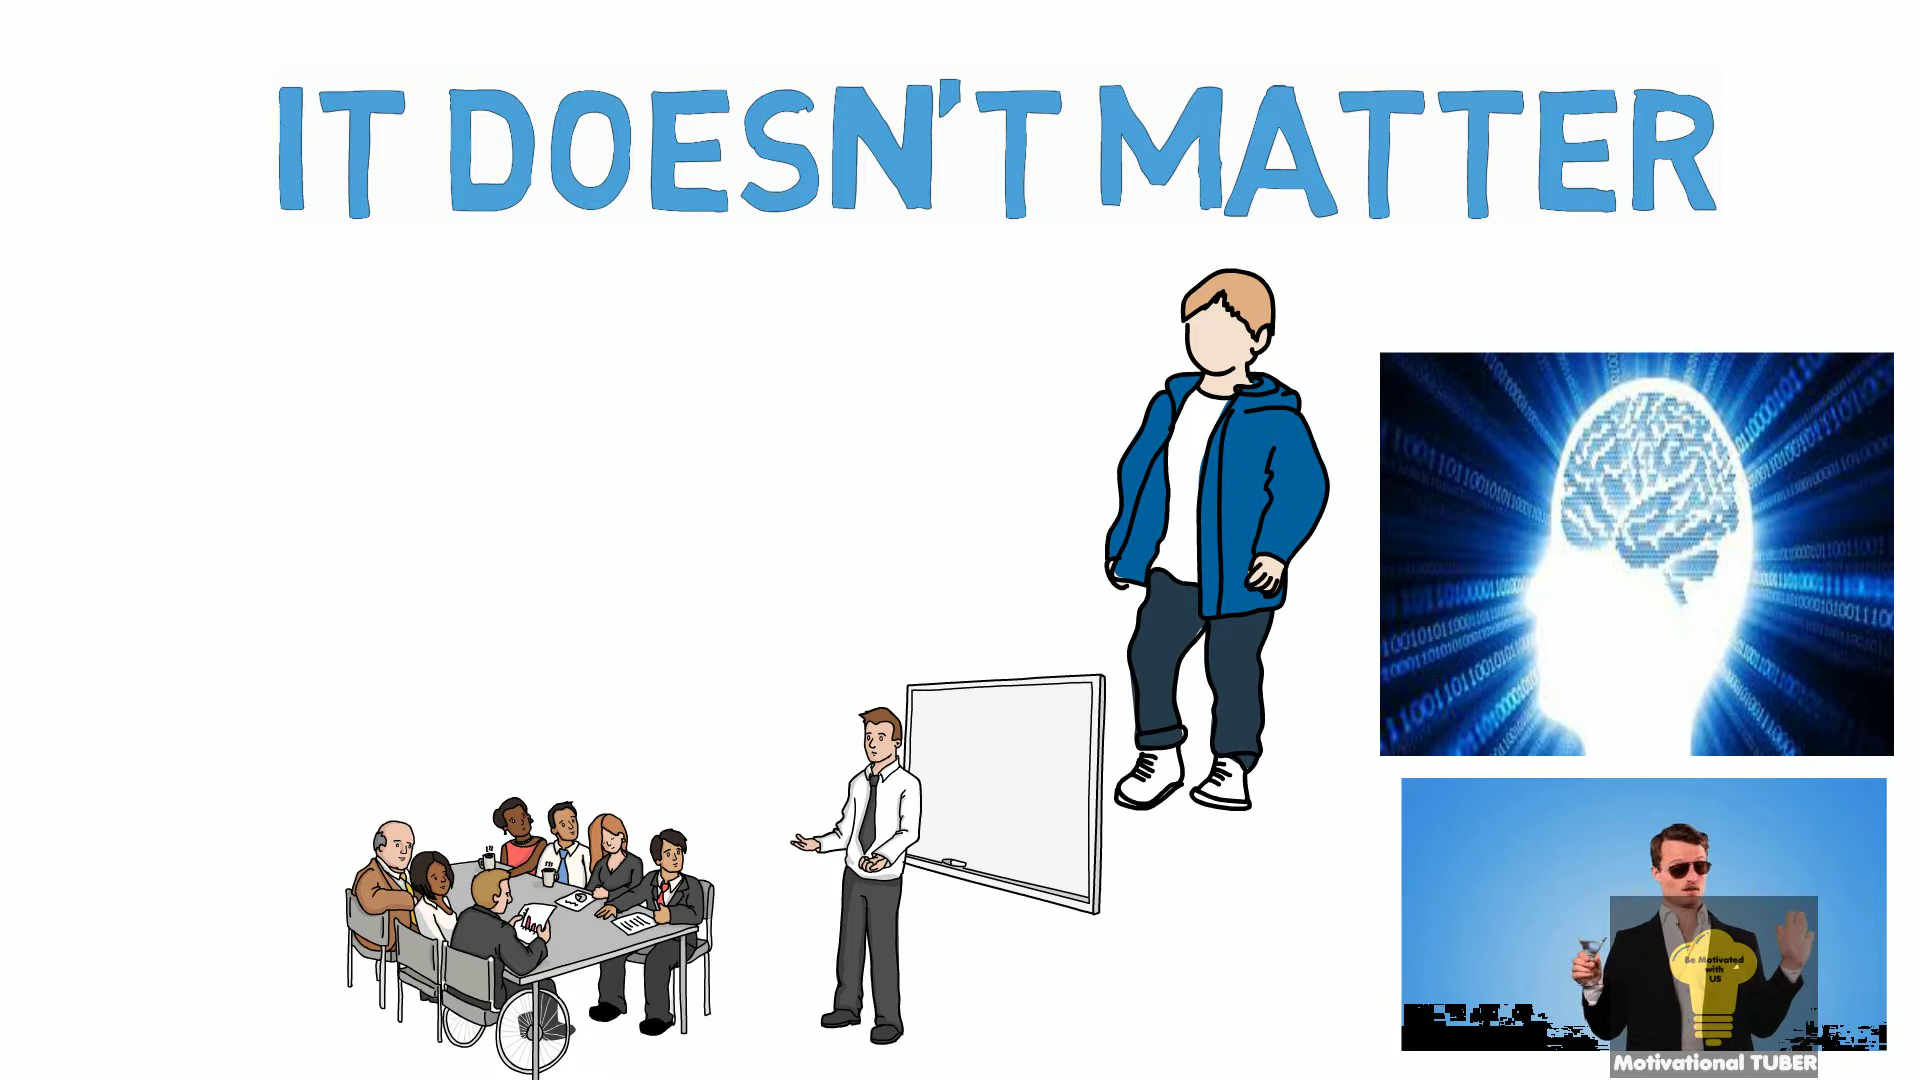 IT DOESN'T MATTER
Be Motivated
with
US
Motivational TUBER